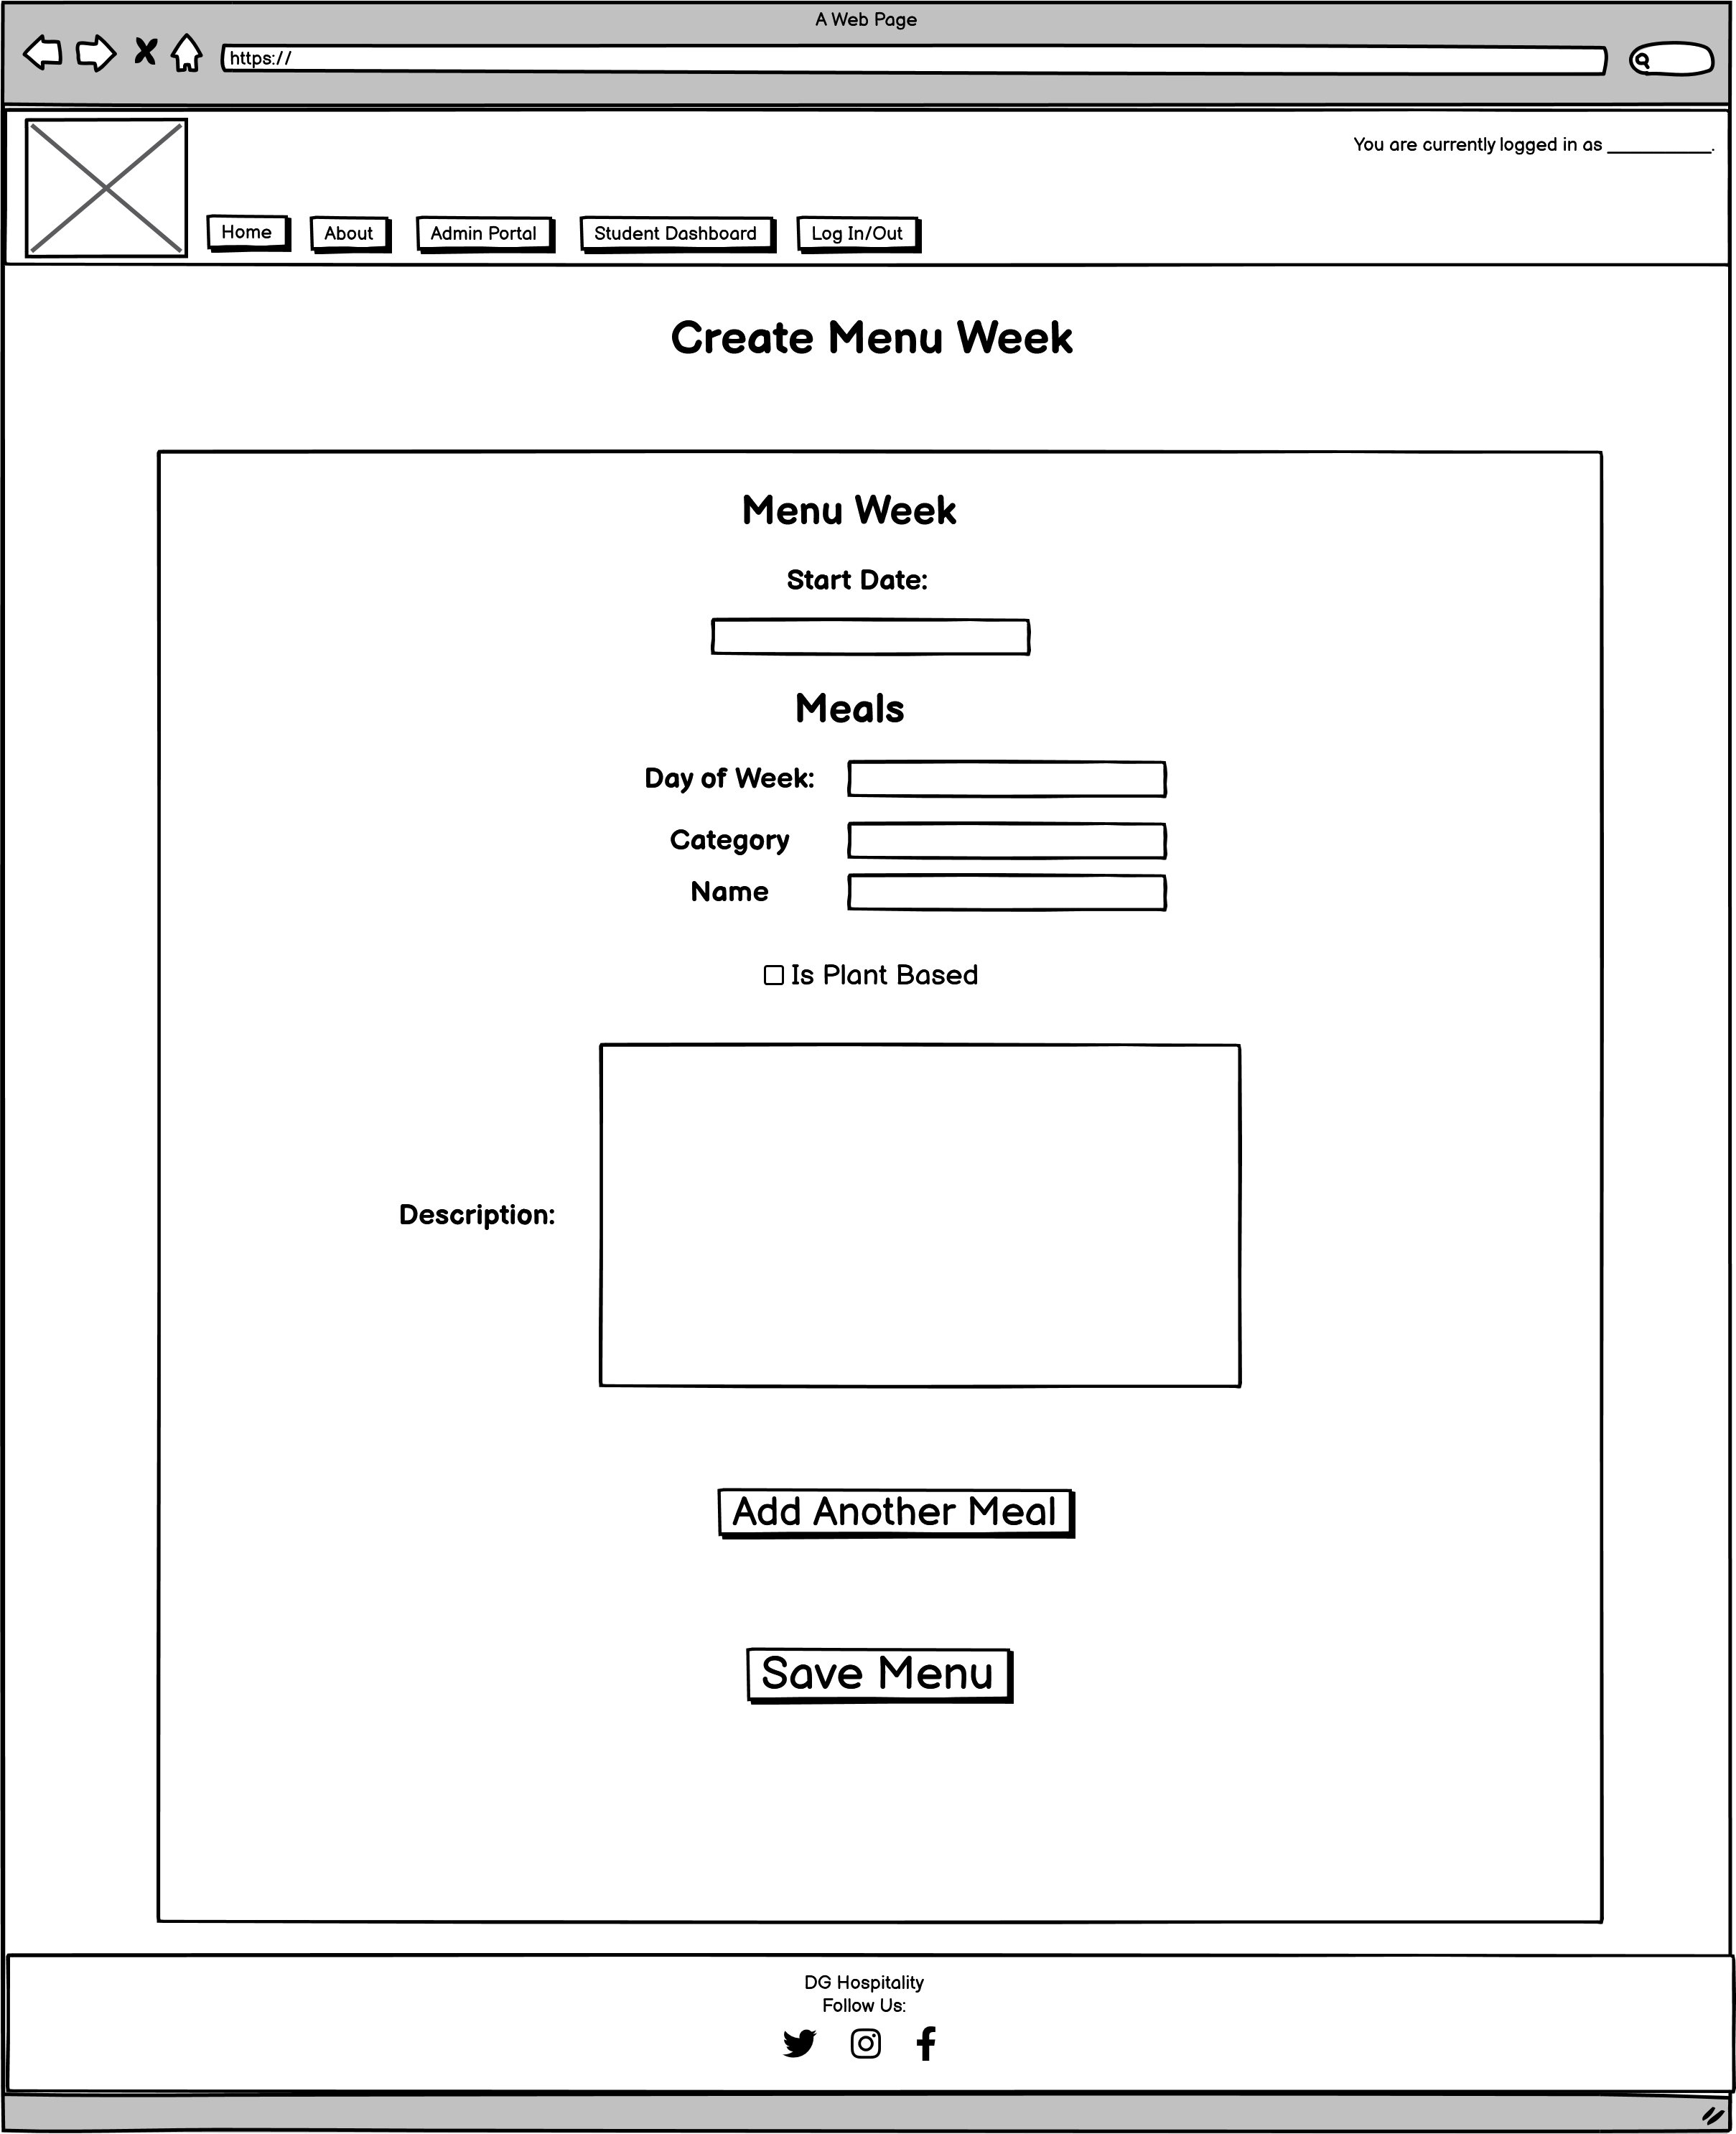 A Web Page
https://
You are currently logged in as __________.
Home About Admin Portal Student Dashboard Log In/Out
Create Menu Week
Menu Week
Start Date:
Meals
Day of Week:
Category
Name
Is Plant Based
Description:
Add Another Meal
Save Menu
DG Hospitality
Follow Us: